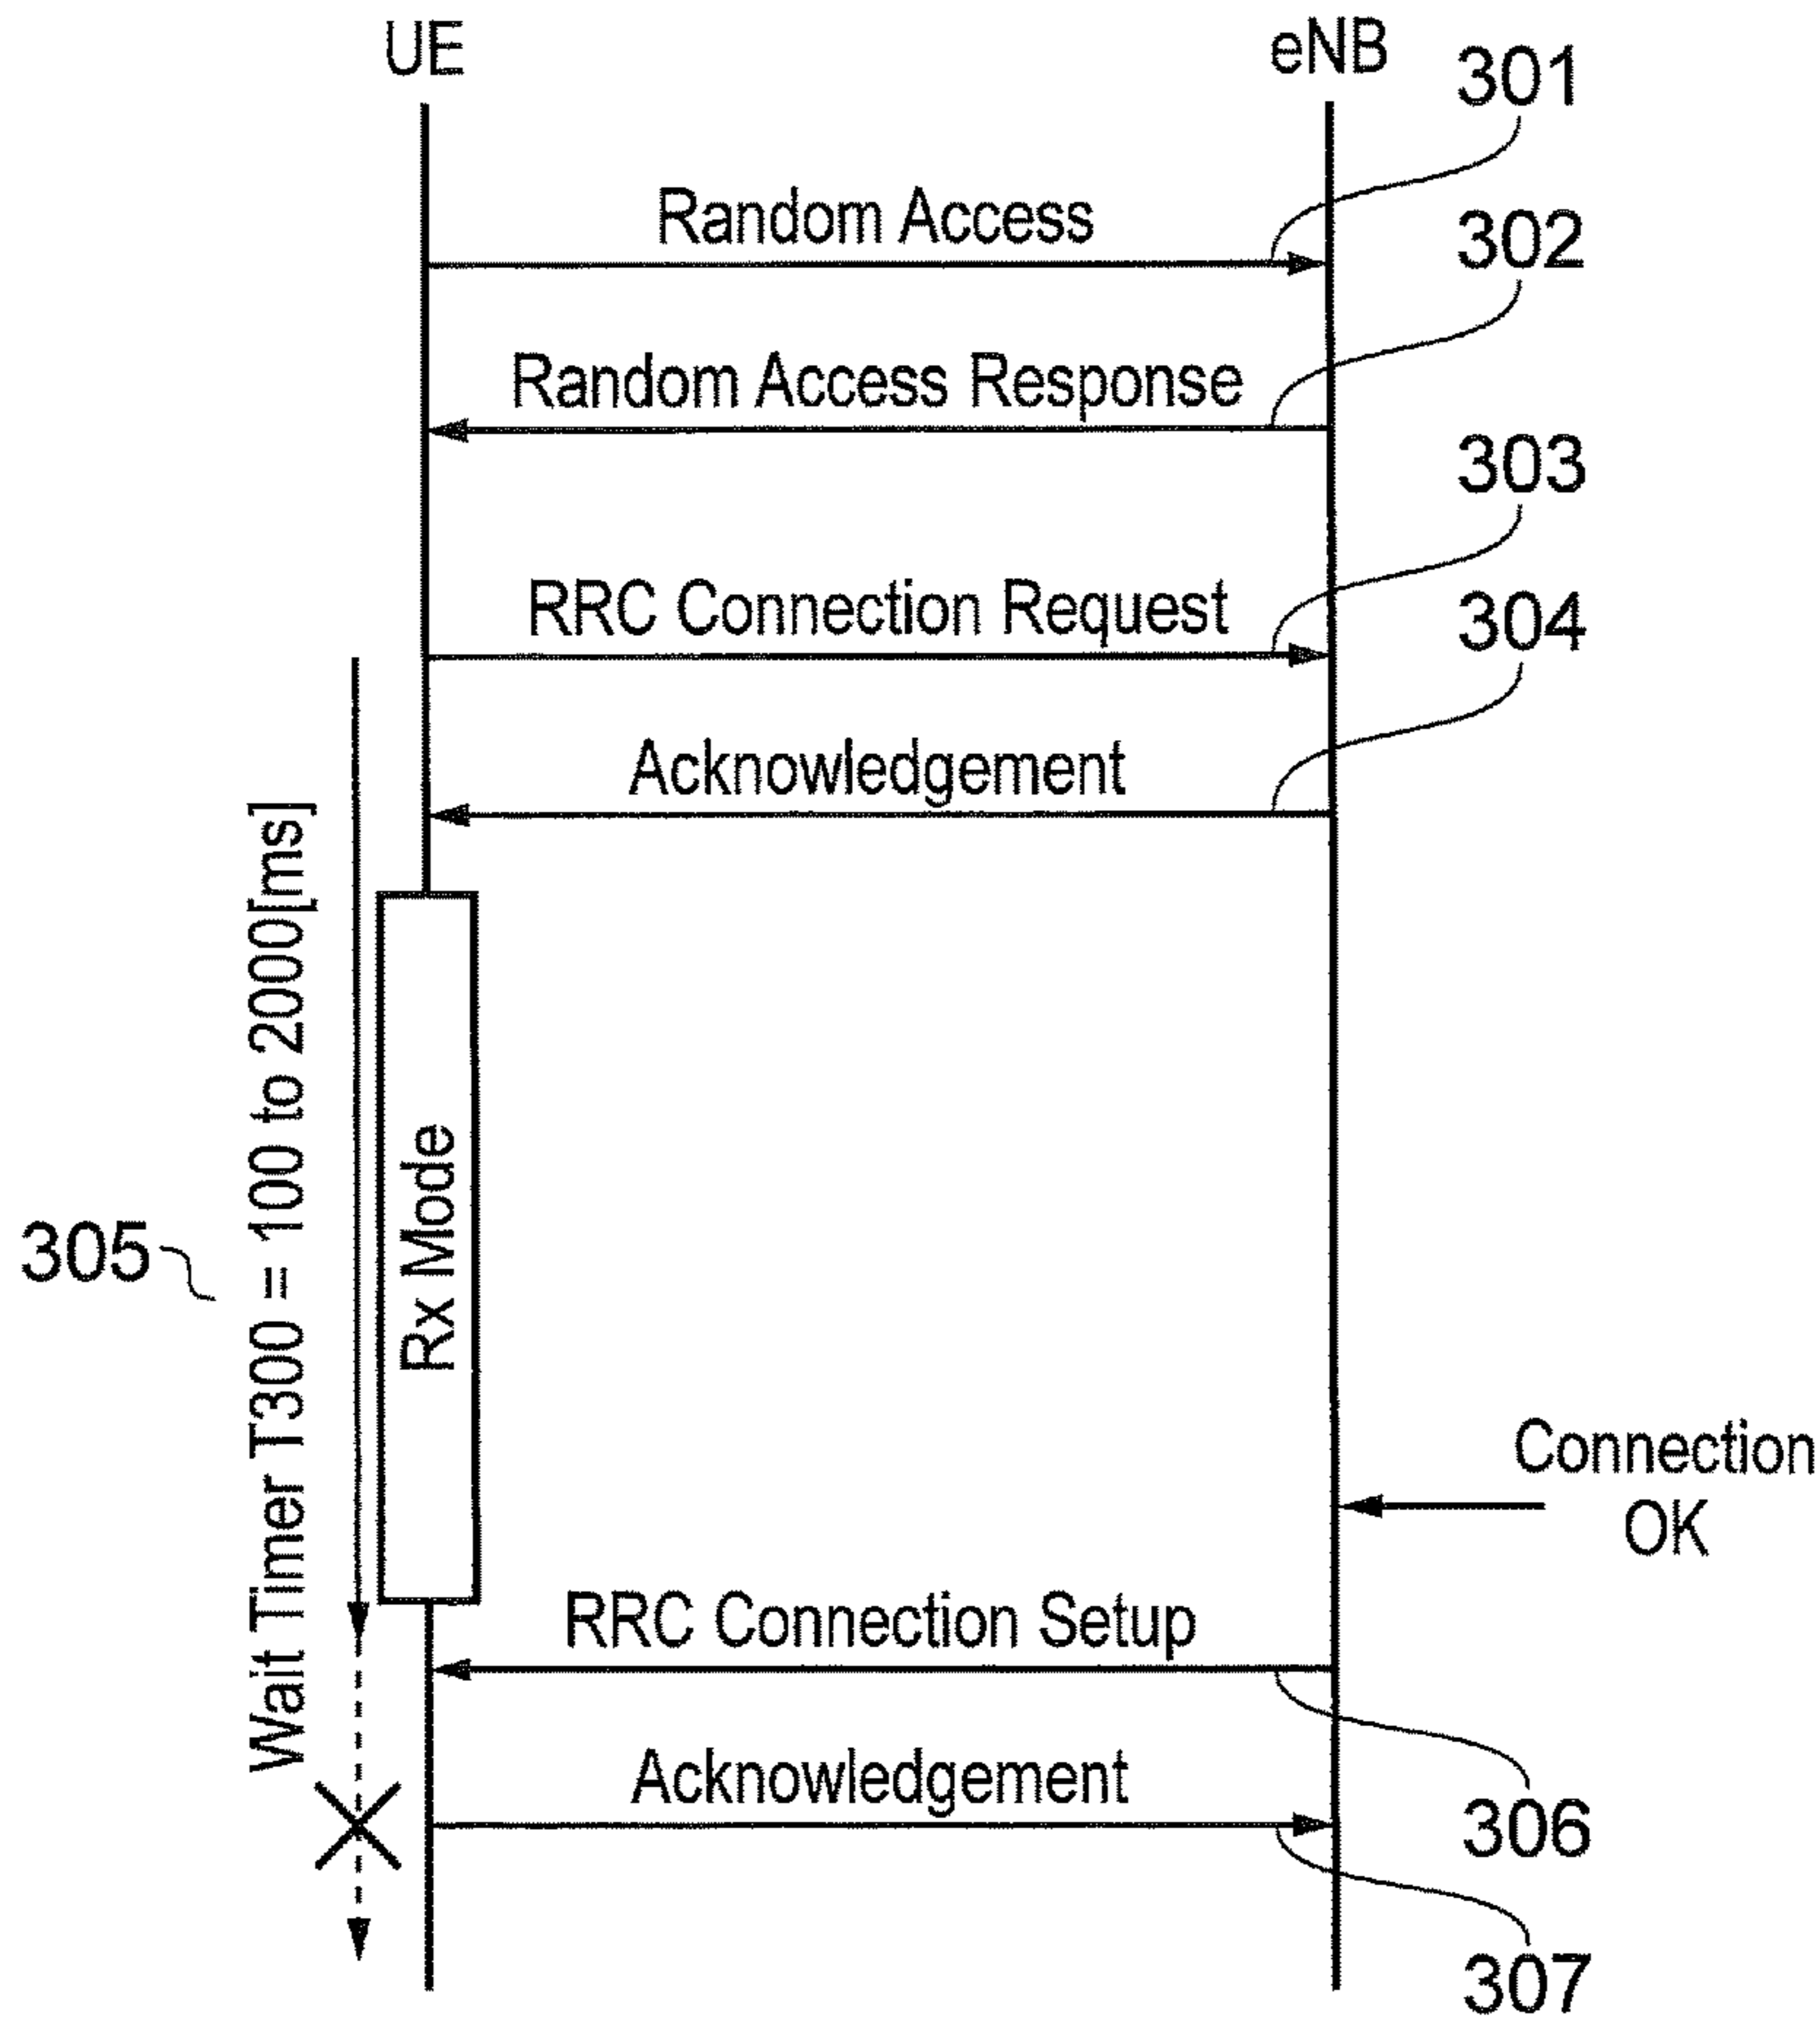 UE
eNB
301
Random Access
302
Random Access Response
303
RRC Connection Request
304
Acknowledgement
Wait Timer T300 = 100 to 2000[ms]
305
Rx Mode
Connection
OK
RRC Connection Setup
Acknowledgement
306
307